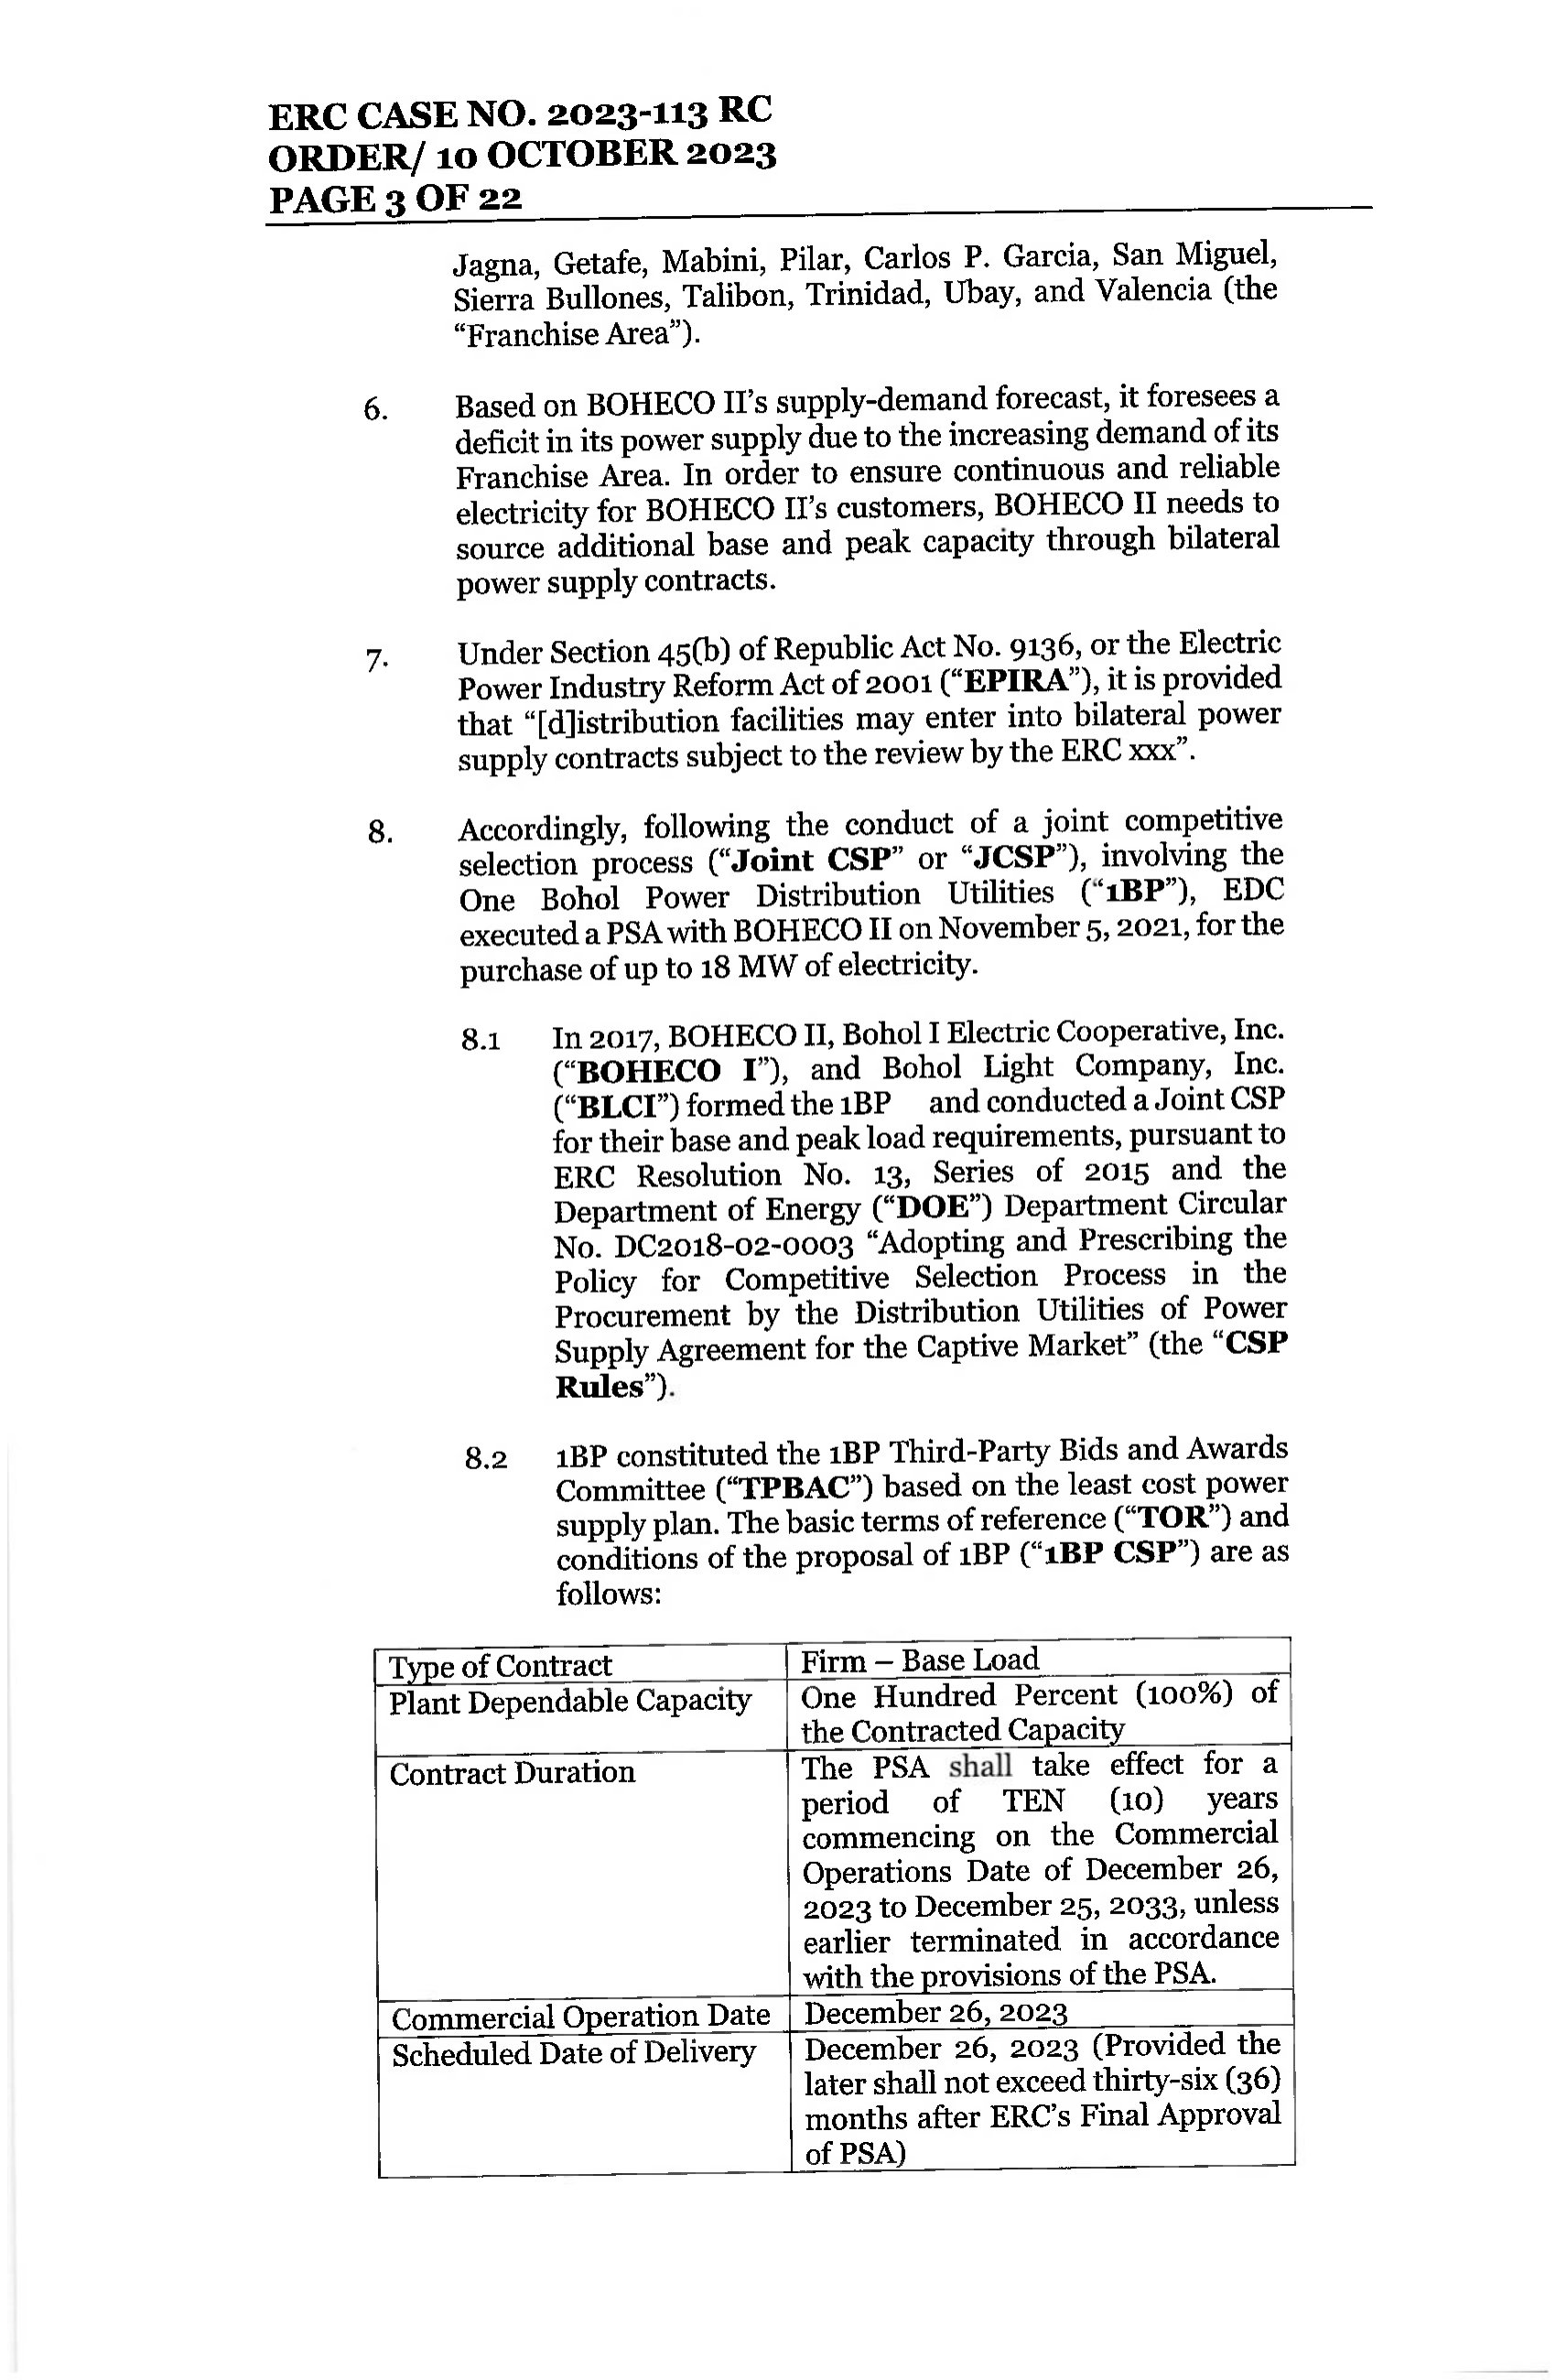 ERC CASE NO. 2023-113 RC
ORDER/ 10 OCTOBER 2023
PAGE 3 OF 22
Jagna, Getafe, Mabini, Pilar, Carlos P. Garcia, San Miguel,
Sierra Bullones, Talibon, Trinidad, Ubay, and Valencia (the
“Franchise Area”).
6. Based on BOHECO II’s supply-demand forecast, it foresees a
deficit in its power supply due to the increasing demand of its
Franchise Area. In order to ensure continuous and reliable
electricity for BOHECO II’s customers, BOHECO II needs to
source additional base and peak capacity through bilateral
power supply contracts.
7. Under Section 45(b) of Republic Act No. 9136, or the Electric
Power Industry Reform Act of 2001 (“EPIRA”), it is provided
that “[d]istribution facilities may enter into bilateral power
supply contracts subject to the review by the ERC xxx”.
8. Accordingly, following the conduct of a joint competitive
selection process (“Joint CSP” or “JCSP”), involving the
One Bohol Power Distribution Utilities (“1BP”), EDC
executed a PSA with BOHECO II on November 5, 2021, for the
purchase of up to 18 MW of electricity.
8.1 In 2017, BOHECO II, Bohol I Electric Cooperative, Inc.
(“BOHECO I”), and Bohol Light Company, Inc.
(“BLCI”) formed the 1BP and conducted a Joint CSP
for their base and peak load requirements, pursuant to
ERC Resolution No. 13, Series of 2015 and the
Department of Energy (“DOE”) Department Circular
No. DC2018-02-0003 “Adopting and Prescribing the
Policy for Competitive Selection Process in the
Procurement by the Distribution Utilities of Power
Supply Agreement for the Captive Market” (the “CSP
Rules”).
8.2 1BP constituted the 1BP Third-Party Bids and Awards
Committee (“TPBAC”) based on the least cost power
supply plan. The basic terms of reference (“TOR”) and
conditions of the proposal of 1BP (“1BP CSP”) are as
follows:
Type of Contract Firm – Base Load
Plant Dependable Capacity One Hundred Percent (100%) of
the Contracted Capacity
Contract Duration The PSA shall take effect for a
period of TEN (10) years
commencing on the Commercial
Operations Date of December 26,
2023 to December 25, 2033, unless
earlier terminated in accordance
with the provisions of the PSA.
Commercial Operation Date December 26, 2023
Scheduled Date of Delivery December 26, 2023 (Provided the
later shall not exceed thirty-six (36)
months after ERC’s Final Approval
of PSA)